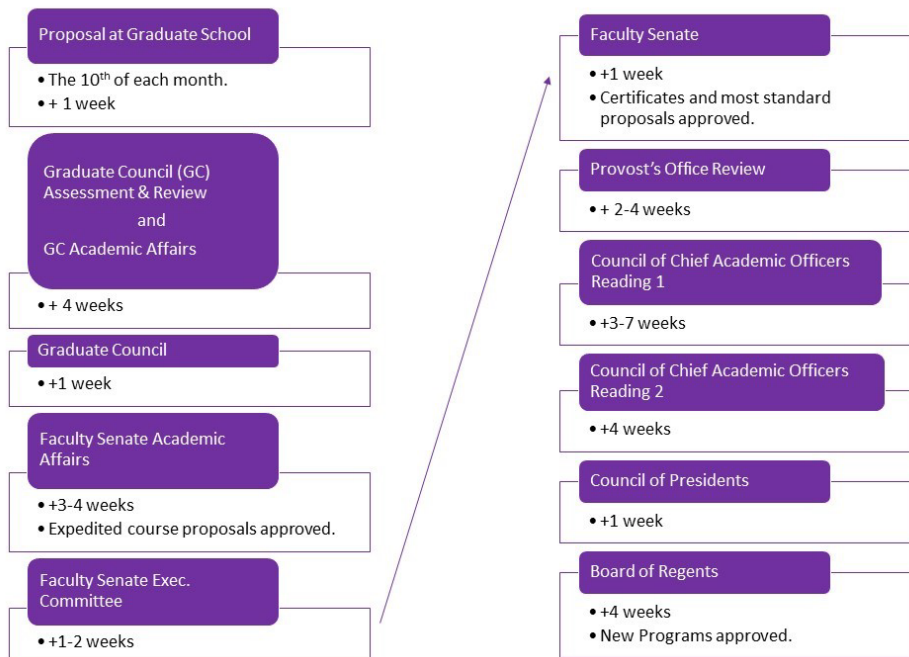 Proposal at Graduate School
• The 10th of each month.
• + 1 week
Graduate Council (GC)
Assessment & Review
and
GC Academic Affairs
• + 4 weeks
Graduate Council
• +1 week
Faculty Senate Academic
Affairs
• +3-4 weeks
• Expedited course proposals approved.
Faculty Senate Exec.
Committee
• +1-2 weeks
Faculty Senate
• +1 week
• Certificates and most standard
proposals approved.
Provost's Office Review
• + 2-4 weeks
Council of Chief Academic Officers
Reading 1
• +3-7 weeks
Council of Chief Academic Officers
Reading 2
• +4 weeks
Council of Presidents
• +1 week
Board of Regents
• +4 weeks
• New Programs approved.